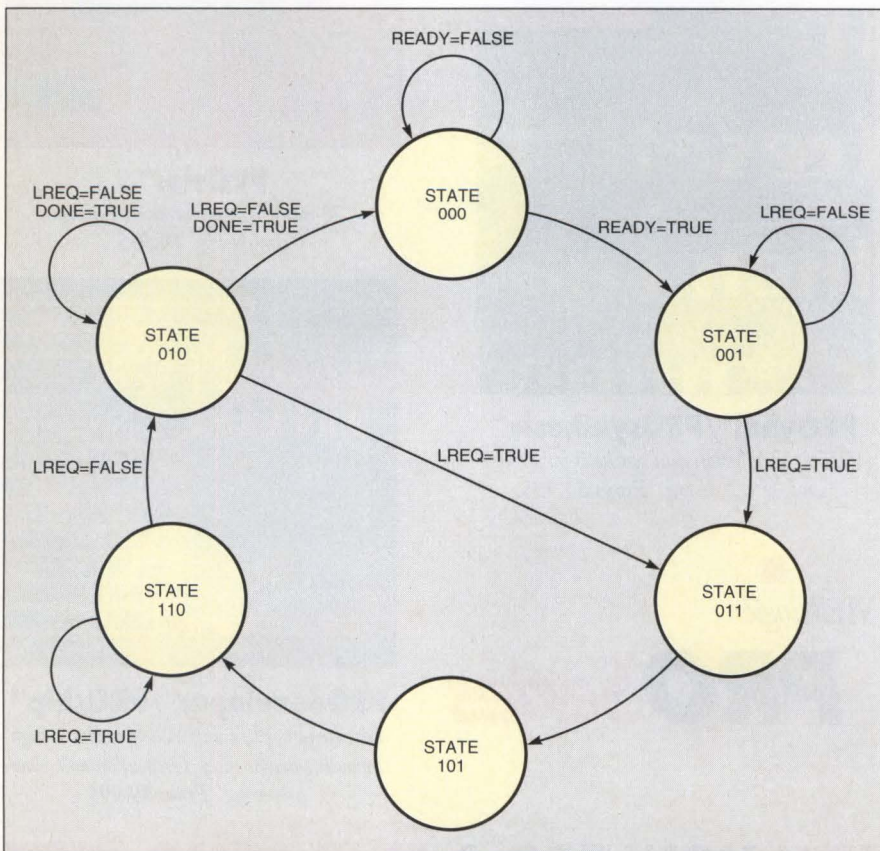 READY=FALSE
STATE
000
LREQ=FALSE
DONE=TRUE
LREQ=FALSE
DONE=TRUE
READY=TRUE
LREQ=FALSE
STATE
010
STATE
001
LREQ=FALSE
LREQ=TRUE
LREQ=TRUE
STATE
110
STATE
011
LREQ=TRUE
STATE
101